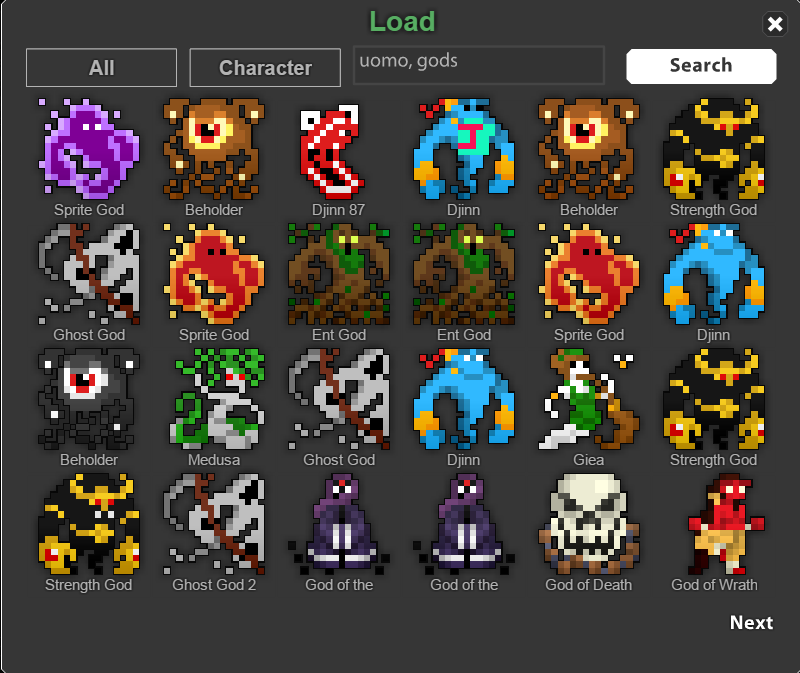 Load
All Character uomo, gods Search
Sprite God Beholder Djinn 87 Djinn Beholder Strength God
Ghost God Sprite God Ent God Ent God Sprite God Djinn
Beholder Medusa Ghost God Djinn Giea Strength God
Strength God Ghost God 2 God of the God of the God of Death God of Wrath
Next